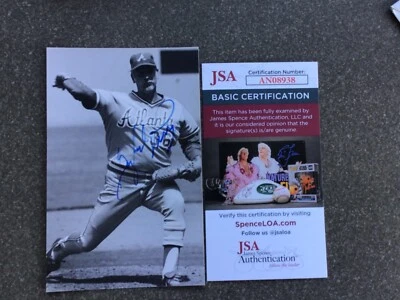 Atlanta
JSA
Certification Number:
AN08938
BASIC CERTIFICATION
This item has been fully examined by
James Spence Authentication, LLC and
it is our considered opinion that the
signature(s) is/are genuine.
Verify this certification by visiting
SpenceLOA.com
Follow us @jsaloa
JSA
James Spence
Authentication